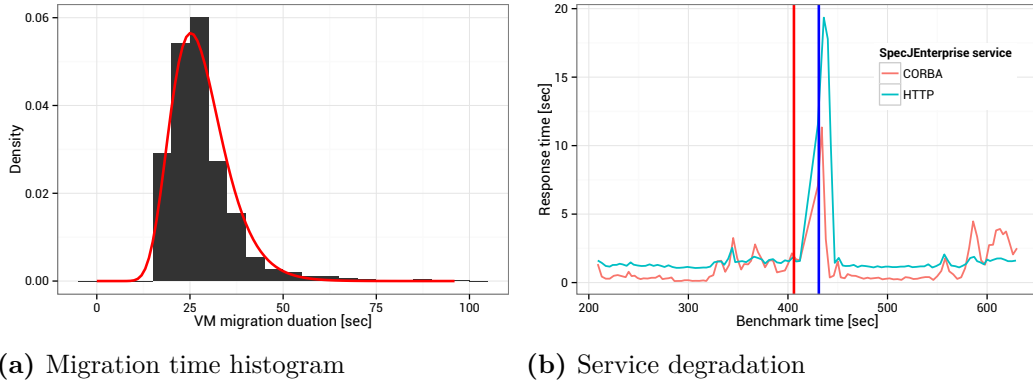 0.06
0.04
0.02
0.00
Density
0
25
50
75
100
VM migration duation [sec]
20
15
10
5
0
Response time [sec]
SpecJEnterprise service
CORBA
HTTP
200
300
400
500
600
Benchmark time [sec]
(a) Migration time histogram
(b) Service degradation